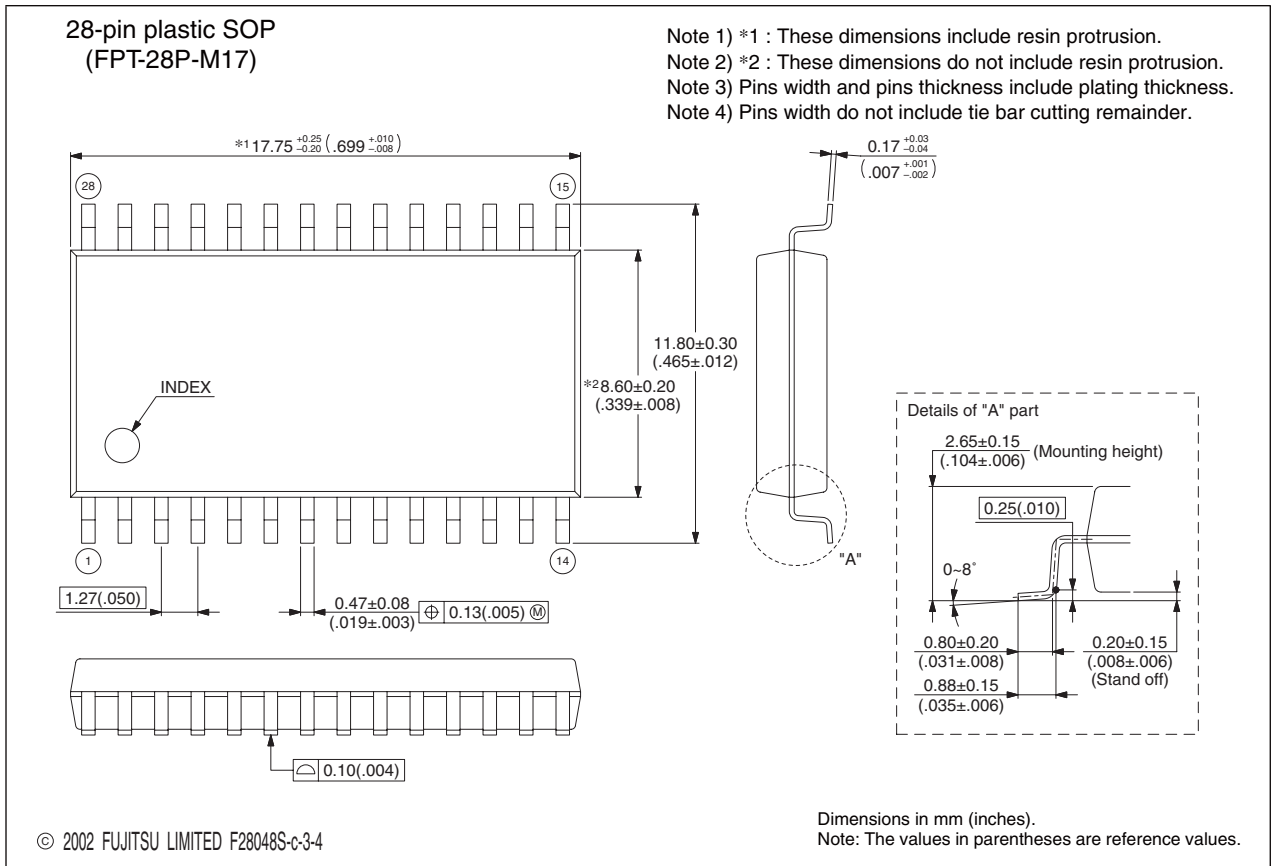 28-pin plastic SOP
(FPT-28P-M17)
Note 1) *1 : These dimensions include resin protrusion.
Note 2) *2 : These dimensions do not include resin protrusion.
Note 3) Pins width and pins thickness include plating thickness.
Note 4) Pins width do not include tie bar cutting remainder.
*1 17.75 +0.25 −0.20 (.699 +.010 −.008)
0.17 +0.03 −0.04
(.007 +.001 −.002)
28
15
11.80±0.30
(.465±.012)
*2 8.60±0.20
(.339±.008)
INDEX
1
14
"A"
1.27(.050)
0.47±0.08
(.019±.003)
⌖ 0.13(.005) Ⓜ
0.10(.004)
Details of "A" part
2.65±0.15
(.104±.006)
(Mounting height)
0.25(.010)
0~8°
0.80±0.20
(.031±.008)
0.88±0.15
(.035±.006)
0.20±0.15
(.008±.006)
(Stand off)
© 2002 FUJITSU LIMITED F28048S-c-3-4
Dimensions in mm (inches).
Note: The values in parentheses are reference values.